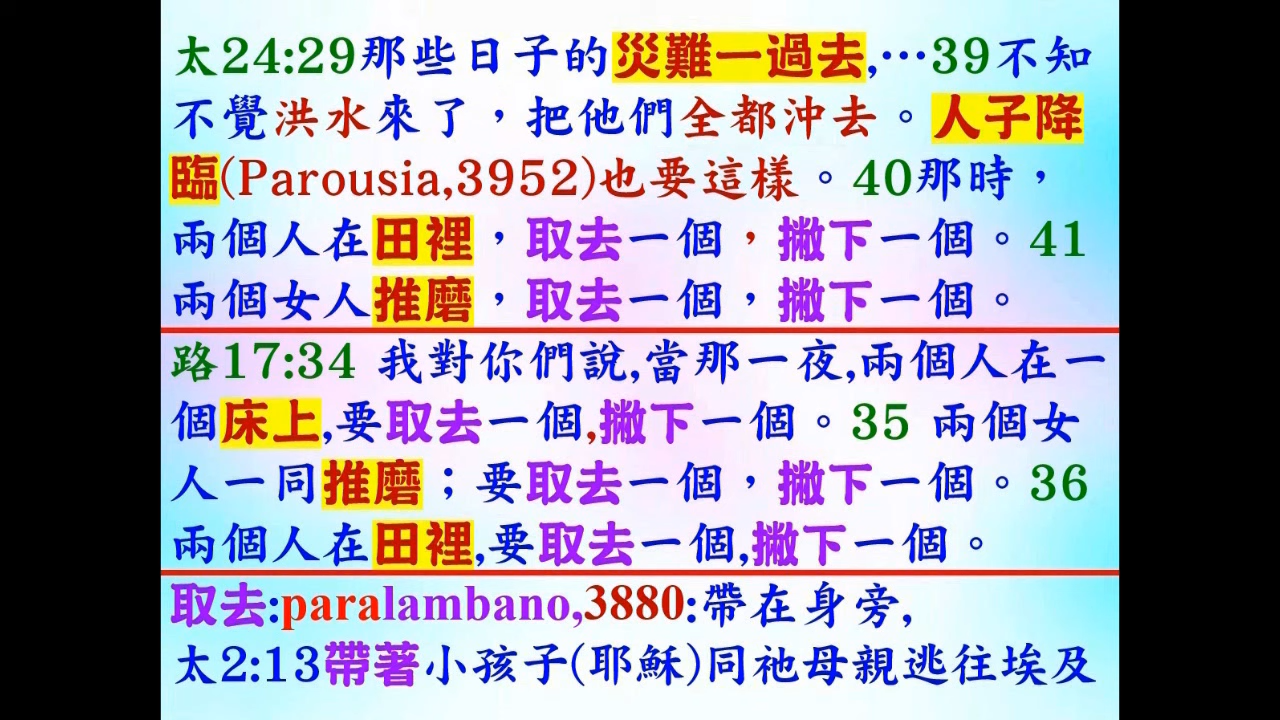 太24:29那些日子的災難一過去,…39不知
不覺洪水來了，把他們全都沖去。人子降
臨(Parousia,3952)也要這樣。40那時，
兩個人在田裡，取去一個，撇下一個。41
兩個女人推磨，取去一個，撇下一個。
路17:34 我對你們說,當那一夜,兩個人在一
個床上,要取去一個,撇下一個。35 兩個女
人一同推磨；要取去一個，撇下一個。36
兩個人在田裡,要取去一個,撇下一個。
取去:paralambano,3880:帶在身旁,
太2:13帶著小孩子(耶穌)同祂母親逃往埃及